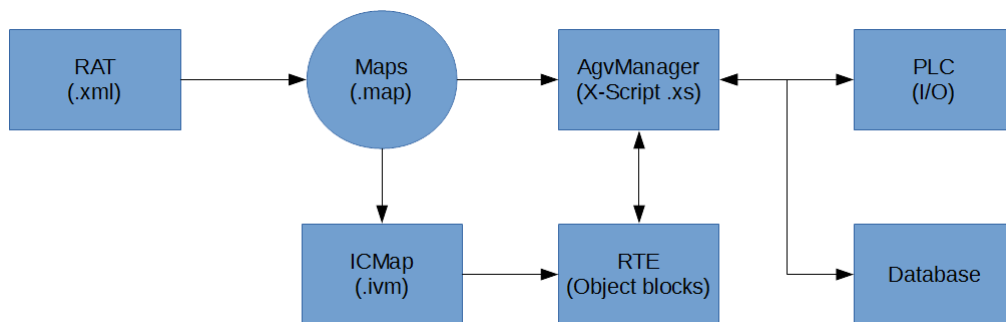 RAT
(.xml)
Maps
(.map)
AgvManager
(X-Script .xs)
PLC
(I/O)
ICMap
(.ivm)
RTE
(Object blocks)
Database